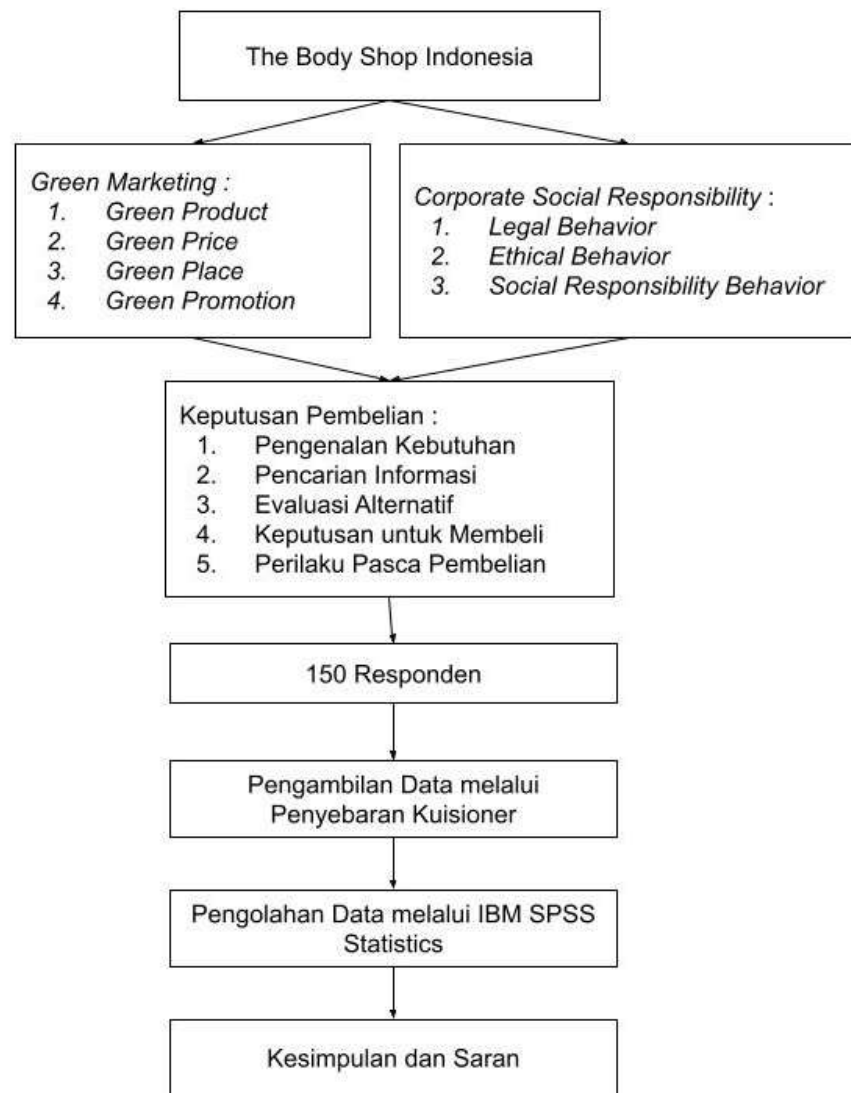 The Body Shop Indonesia
Green Marketing :
1. Green Product
2. Green Price
3. Green Place
4. Green Promotion
Corporate Social Responsibility :
1. Legal Behavior
2. Ethical Behavior
3. Social Responsibility Behavior
Keputusan Pembelian :
1. Pengenalan Kebutuhan
2. Pencarian Informasi
3. Evaluasi Alternatif
4. Keputusan untuk Membeli
5. Perilaku Pasca Pembelian
150 Responden
Pengambilan Data melalui
Penyebaran Kuisioner
Pengolahan Data melalui IBM SPSS
Statistics
Kesimpulan dan Saran